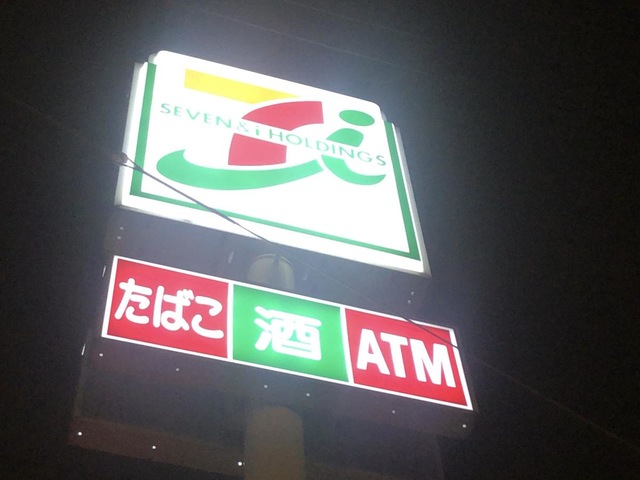 SEVEN & i HOLDINGS
たばこ 酒 ATM